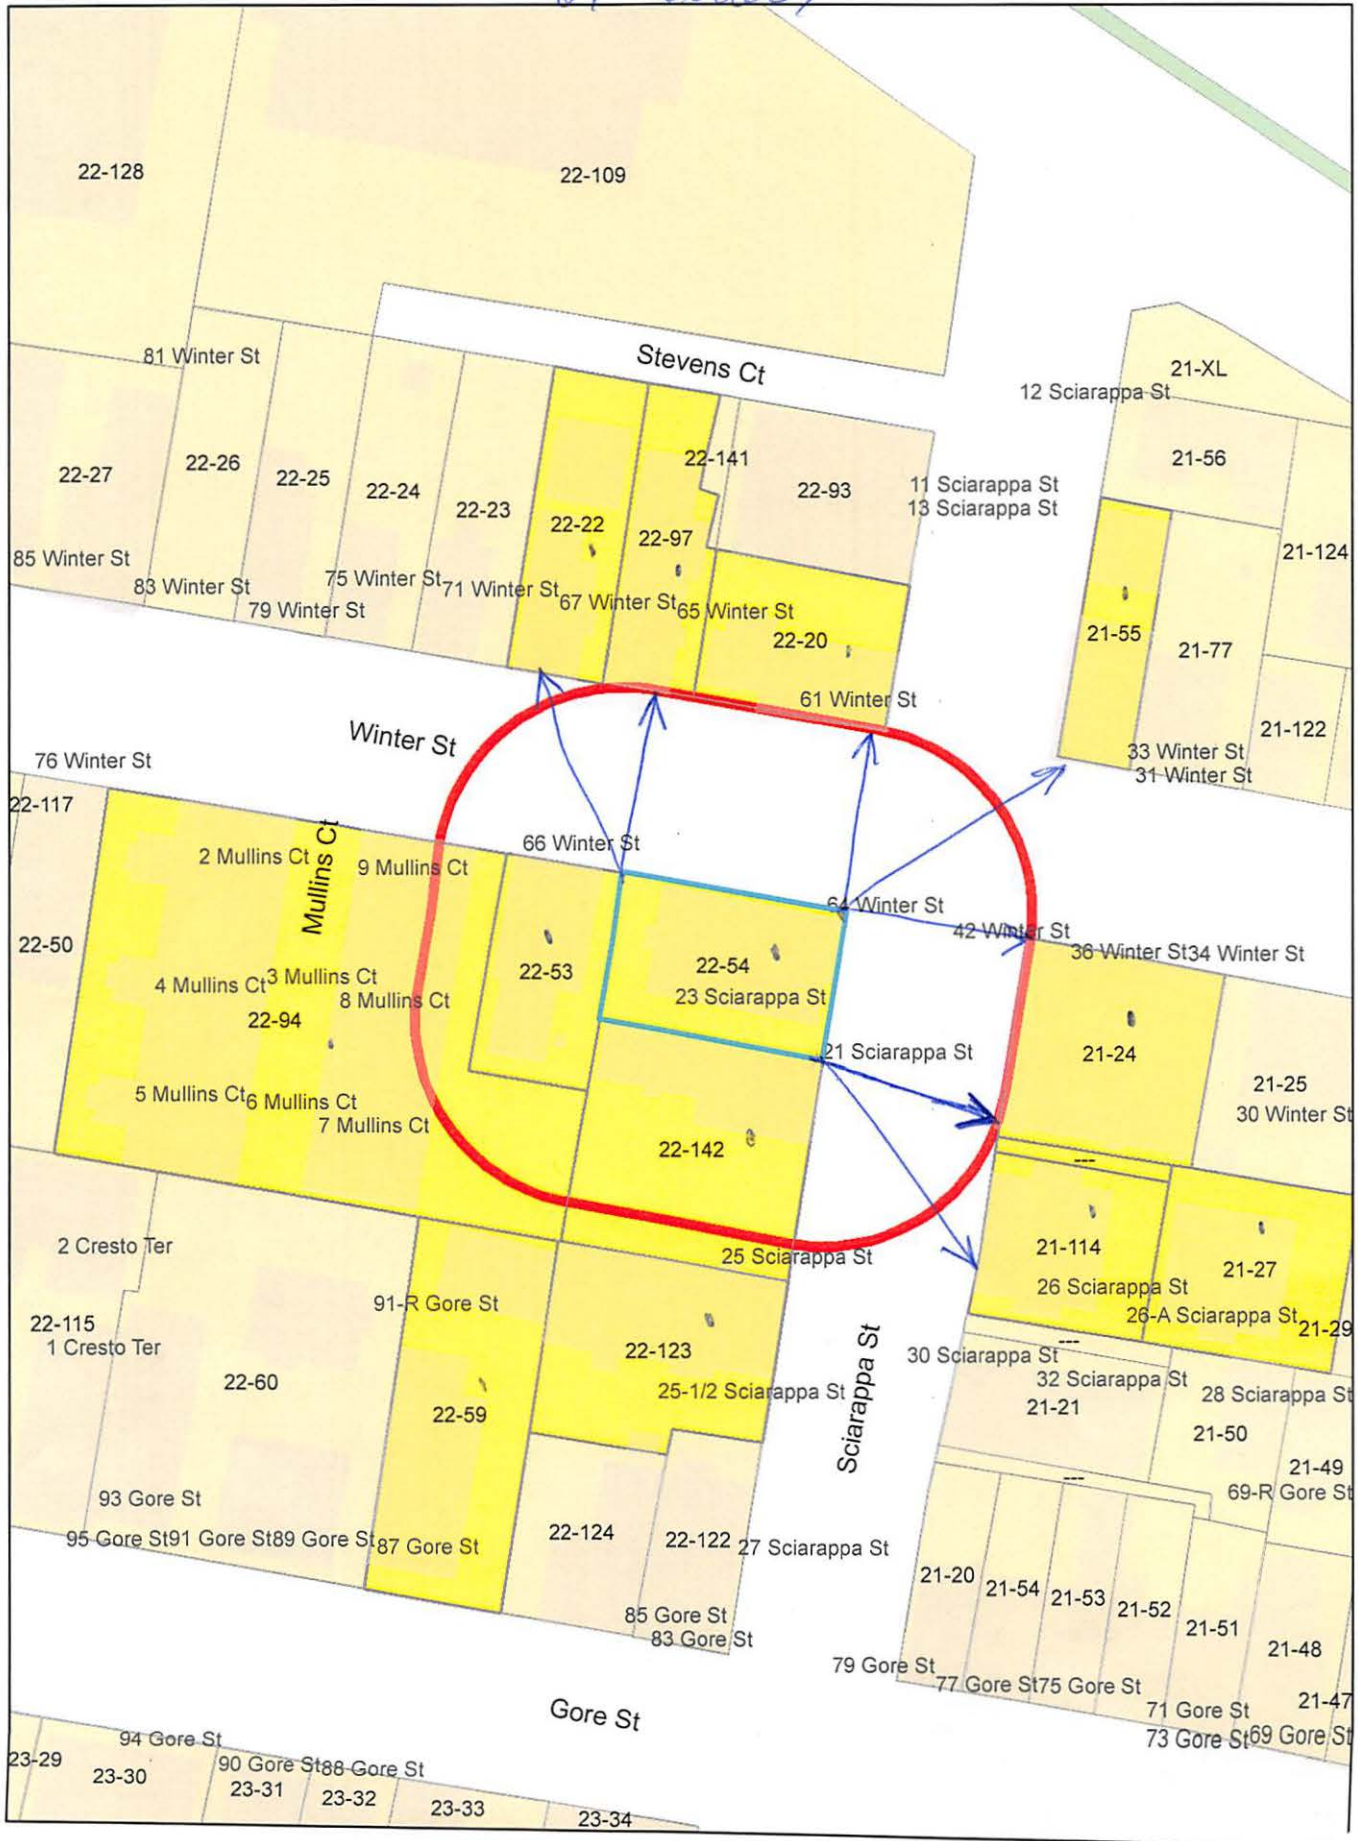 22-128
22-109
Stevens Ct
81 Winter St
21-XL
12 Sciarappa St
22-27
22-26
22-25
22-24
22-23
22-22
22-97
22-141
22-93
11 Sciarappa St
13 Sciarappa St
21-56
21-124
85 Winter St
83 Winter St
79 Winter St
75 Winter St
71 Winter St
67 Winter St
65 Winter St
22-20
61 Winter St
21-55
21-77
21-122
33 Winter St
31 Winter St
Winter St
76 Winter St
22-117
2 Mullins Ct
Mullins Ct
9 Mullins Ct
66 Winter St
64 Winter St
42 Winter St
36 Winter St
34 Winter St
22-50
4 Mullins Ct
3 Mullins Ct
8 Mullins Ct
22-94
22-53
22-54
23 Sciarappa St
21 Sciarappa St
21-24
21-25
30 Winter St
5 Mullins Ct
6 Mullins Ct
7 Mullins Ct
22-142
---
21-114
21-27
26 Sciarappa St
26-A Sciarappa St
21-29
2 Cresto Ter
25 Sciarappa St
91-R Gore St
22-115
1 Cresto Ter
22-60
22-59
22-123
25-1/2 Sciarappa St
Sciarappa St
---
30 Sciarappa St
32 Sciarappa St
28 Sciarappa St
21-21
21-50
21-49
---
69-R Gore St
93 Gore St
95 Gore St
91 Gore St
89 Gore St
87 Gore St
22-124
22-122
27 Sciarappa St
85 Gore St
83 Gore St
21-20
21-54
21-53
21-52
21-51
21-48
21-47
79 Gore St
77 Gore St
75 Gore St
71 Gore St
73 Gore St
69 Gore St
Gore St
94 Gore St
90 Gore St
88 Gore St
23-29
23-30
23-31
23-32
23-33
23-34